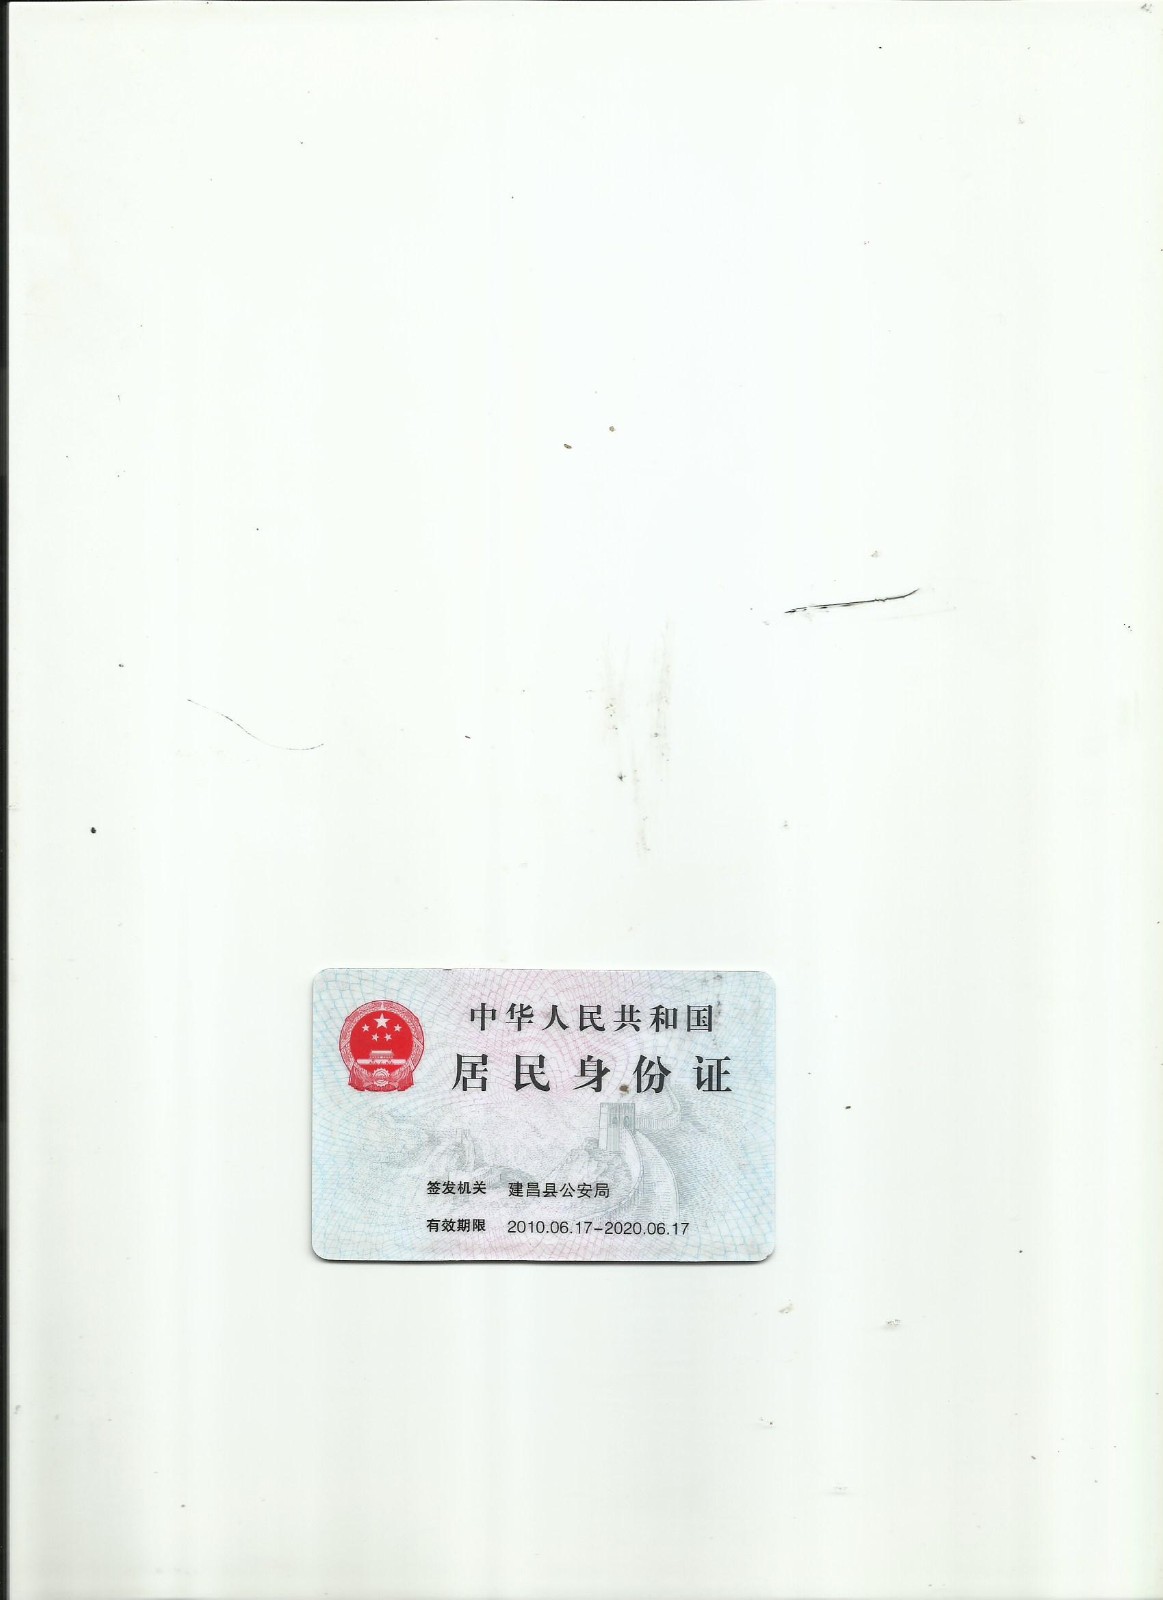 中华人民共和国
居民身份证
签发机关 建昌县公安局
有效期限 2010.06.17-2020.06.17